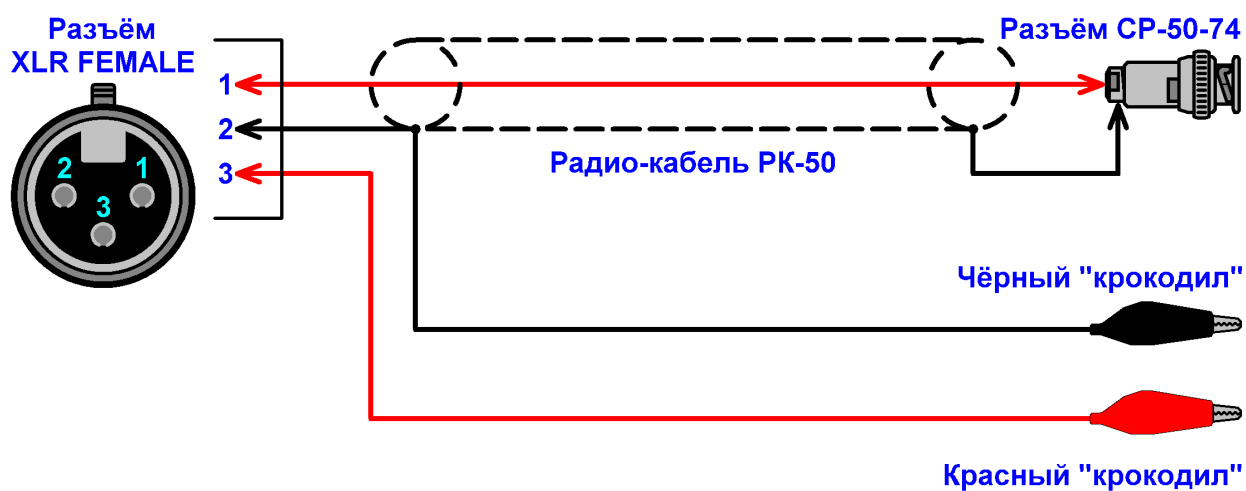 Разъём
XLR FEMALE
Разъём СР-50-74
1
2
3
2
1
3
Радио-кабель РК-50
Чёрный "крокодил"
Красный "крокодил"